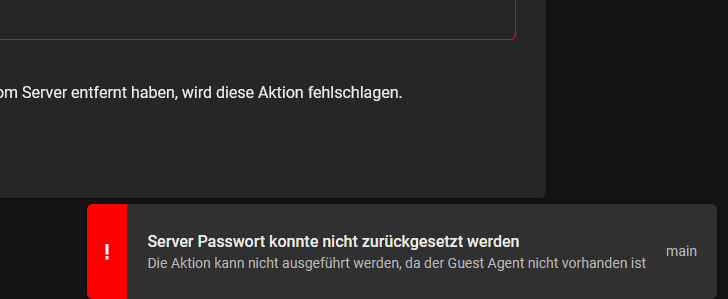 om Server entfernt haben, wird diese Aktion fehlschlagen.
!
Server Passwort konnte nicht zurückgesetzt werden
main
Die Aktion kann nicht ausgeführt werden, da der Guest Agent nicht vorhanden ist